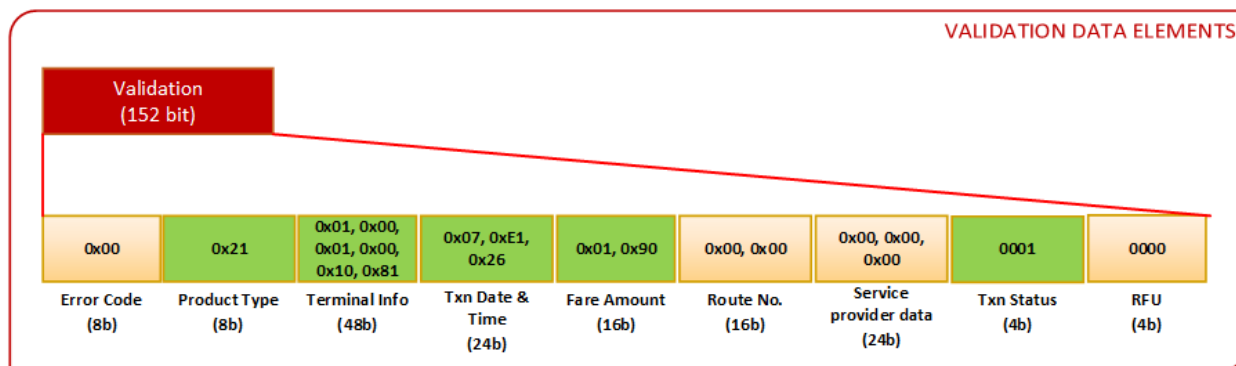 VALIDATION DATA ELEMENTS
Validation
(152 bit)
0x00
0x21
0x01, 0x00,
0x01, 0x00,
0x10, 0x81
0x07, 0xE1,
0x26
0x01, 0x90
0x00, 0x00
0x00, 0x00,
0x00
0001
0000
Error Code
(8b)
Product Type
(8b)
Terminal Info
(48b)
Txn Date &
Time
(24b)
Fare Amount
(16b)
Route No.
(16b)
Service
provider data
(24b)
Txn Status
(4b)
RFU
(4b)